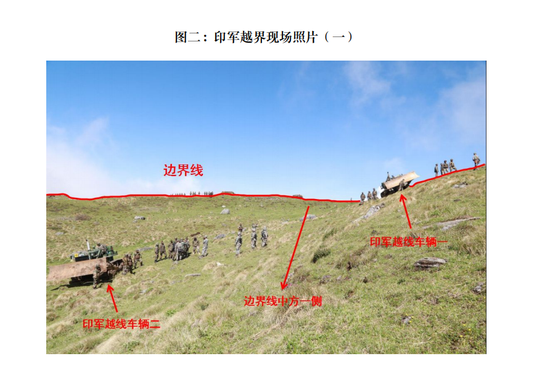 图二：印军越界现场照片（一）
边界线
印军越线车辆一
边界线中方一侧
印军越线车辆二